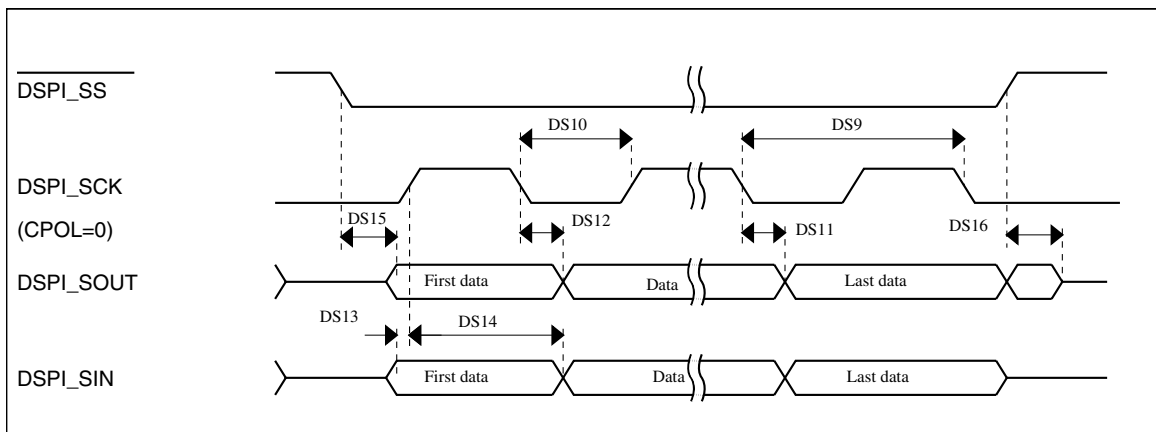 DSPI_SS
DS10
DS9
DSPI_SCK
(CPOL=0)
DS15
DS12
DS11
DS16
DSPI_SOUT
First data
Data
Last data
DS13
DS14
DSPI_SIN
First data
Data
Last data